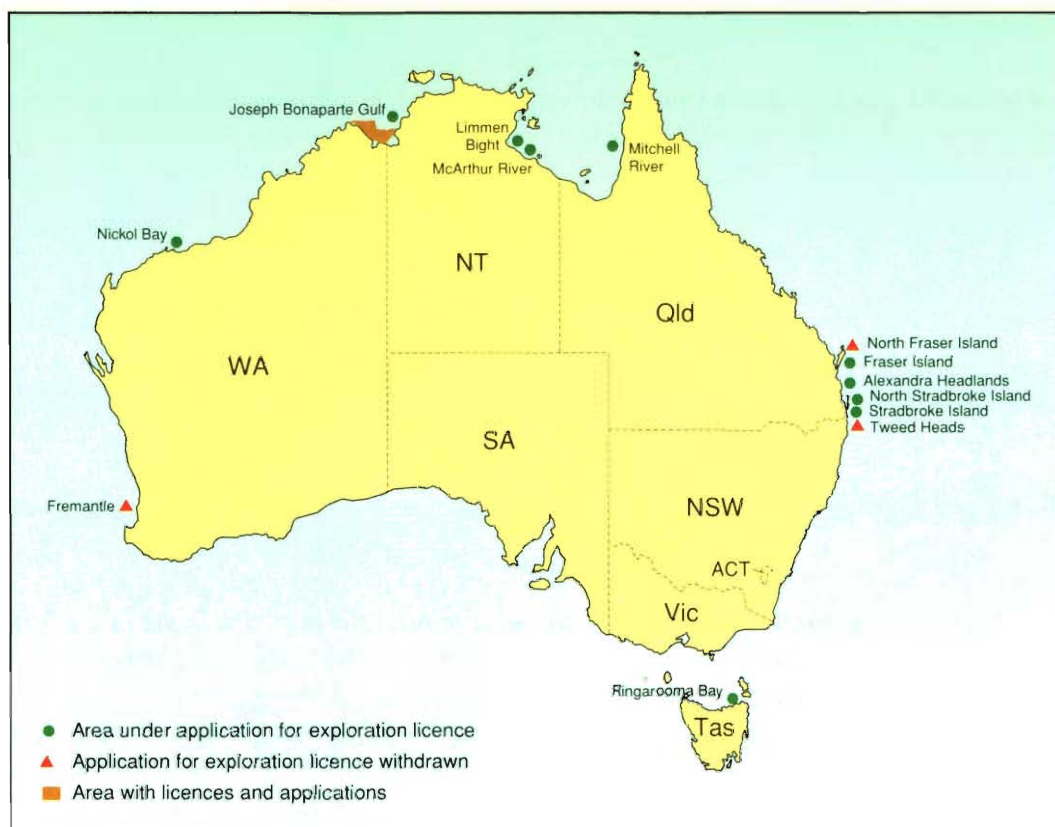 Joseph Bonaparte Gulf
Limmen
Bight
McArthur River
Mitchell
River
Nickol Bay
NT
Qld
WA
North Fraser Island
Fraser Island
Alexandra Headlands
North Stradbroke Island
Stradbroke Island
Tweed Heads
SA
Fremantle
NSW
ACT
Vic
Ringarooma Bay
Tas
Area under application for exploration licence
Application for exploration licence withdrawn
Area with licences and applications